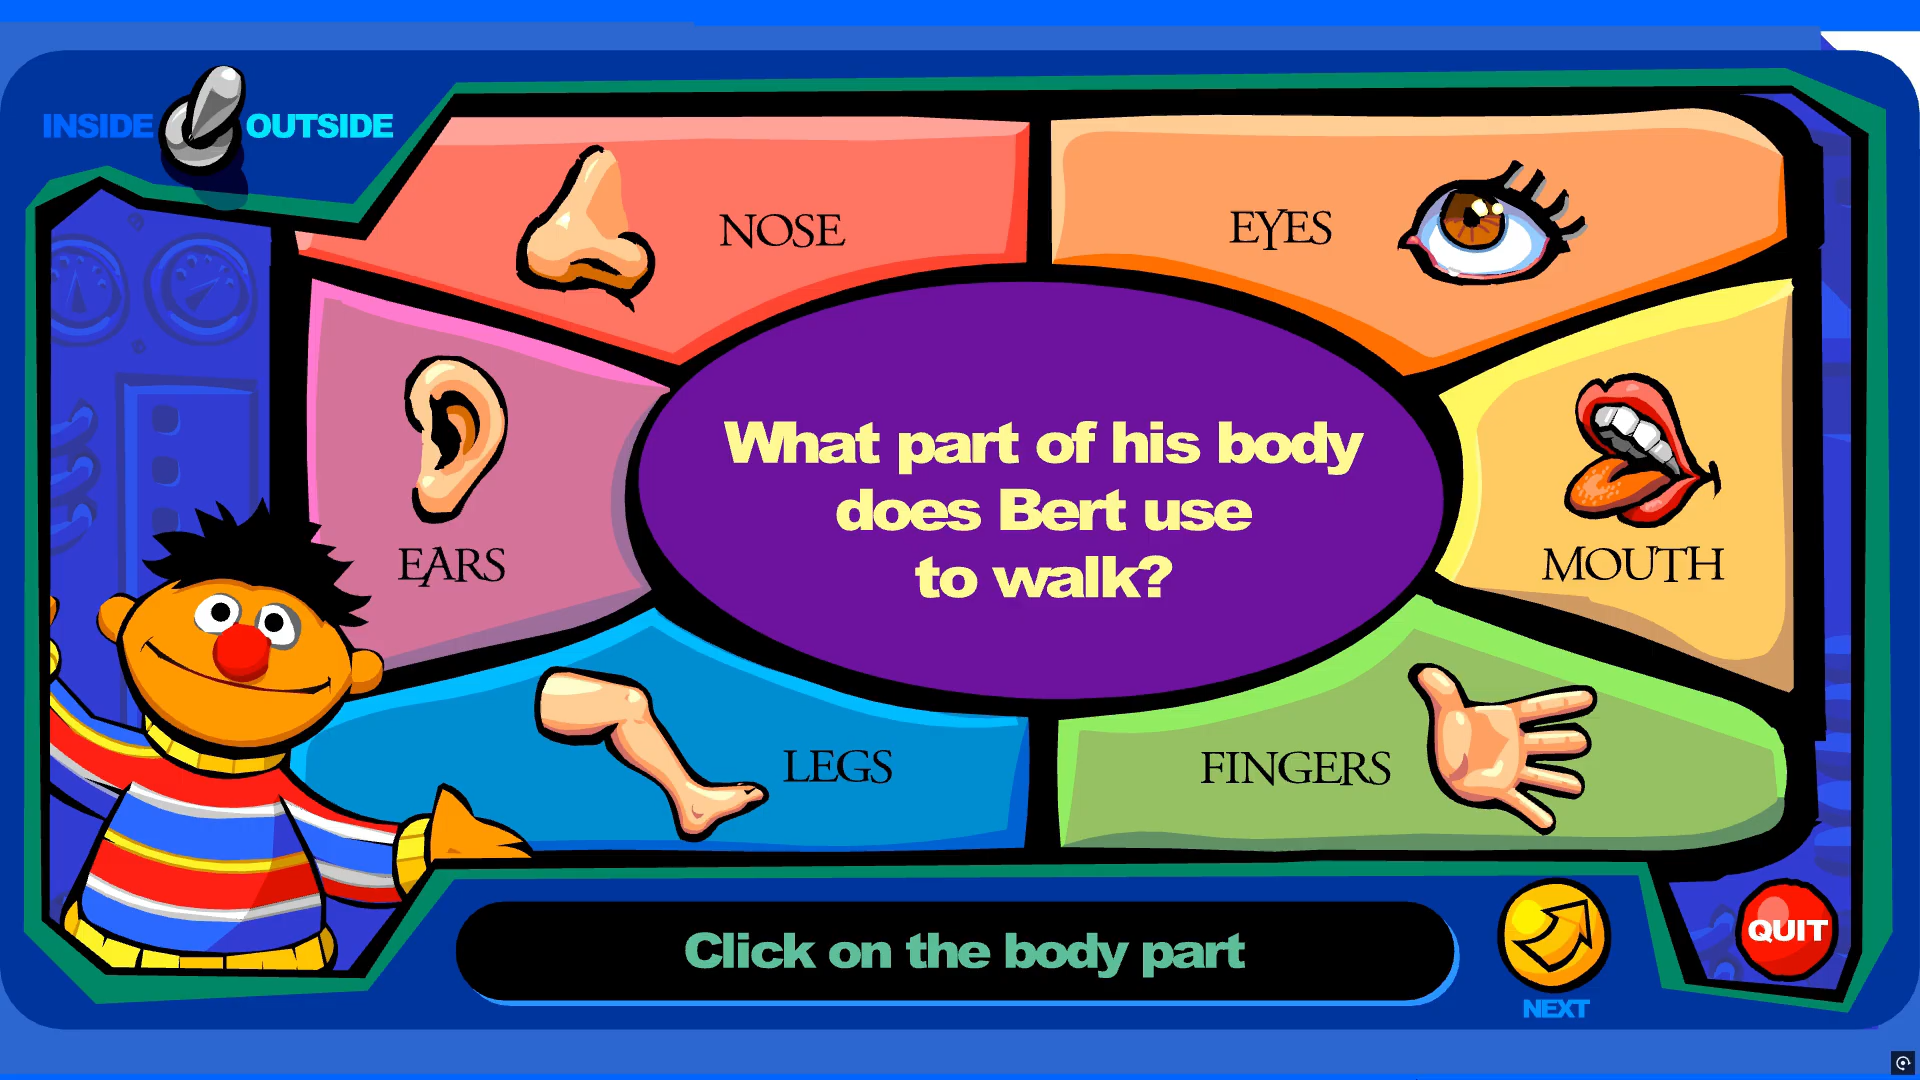 INSIDE OUTSIDE
NOSE
EYES
EARS
What part of his body
does Bert use
to walk?
MOUTH
LEGS
FINGERS
Click on the body part
QUIT
NEXT